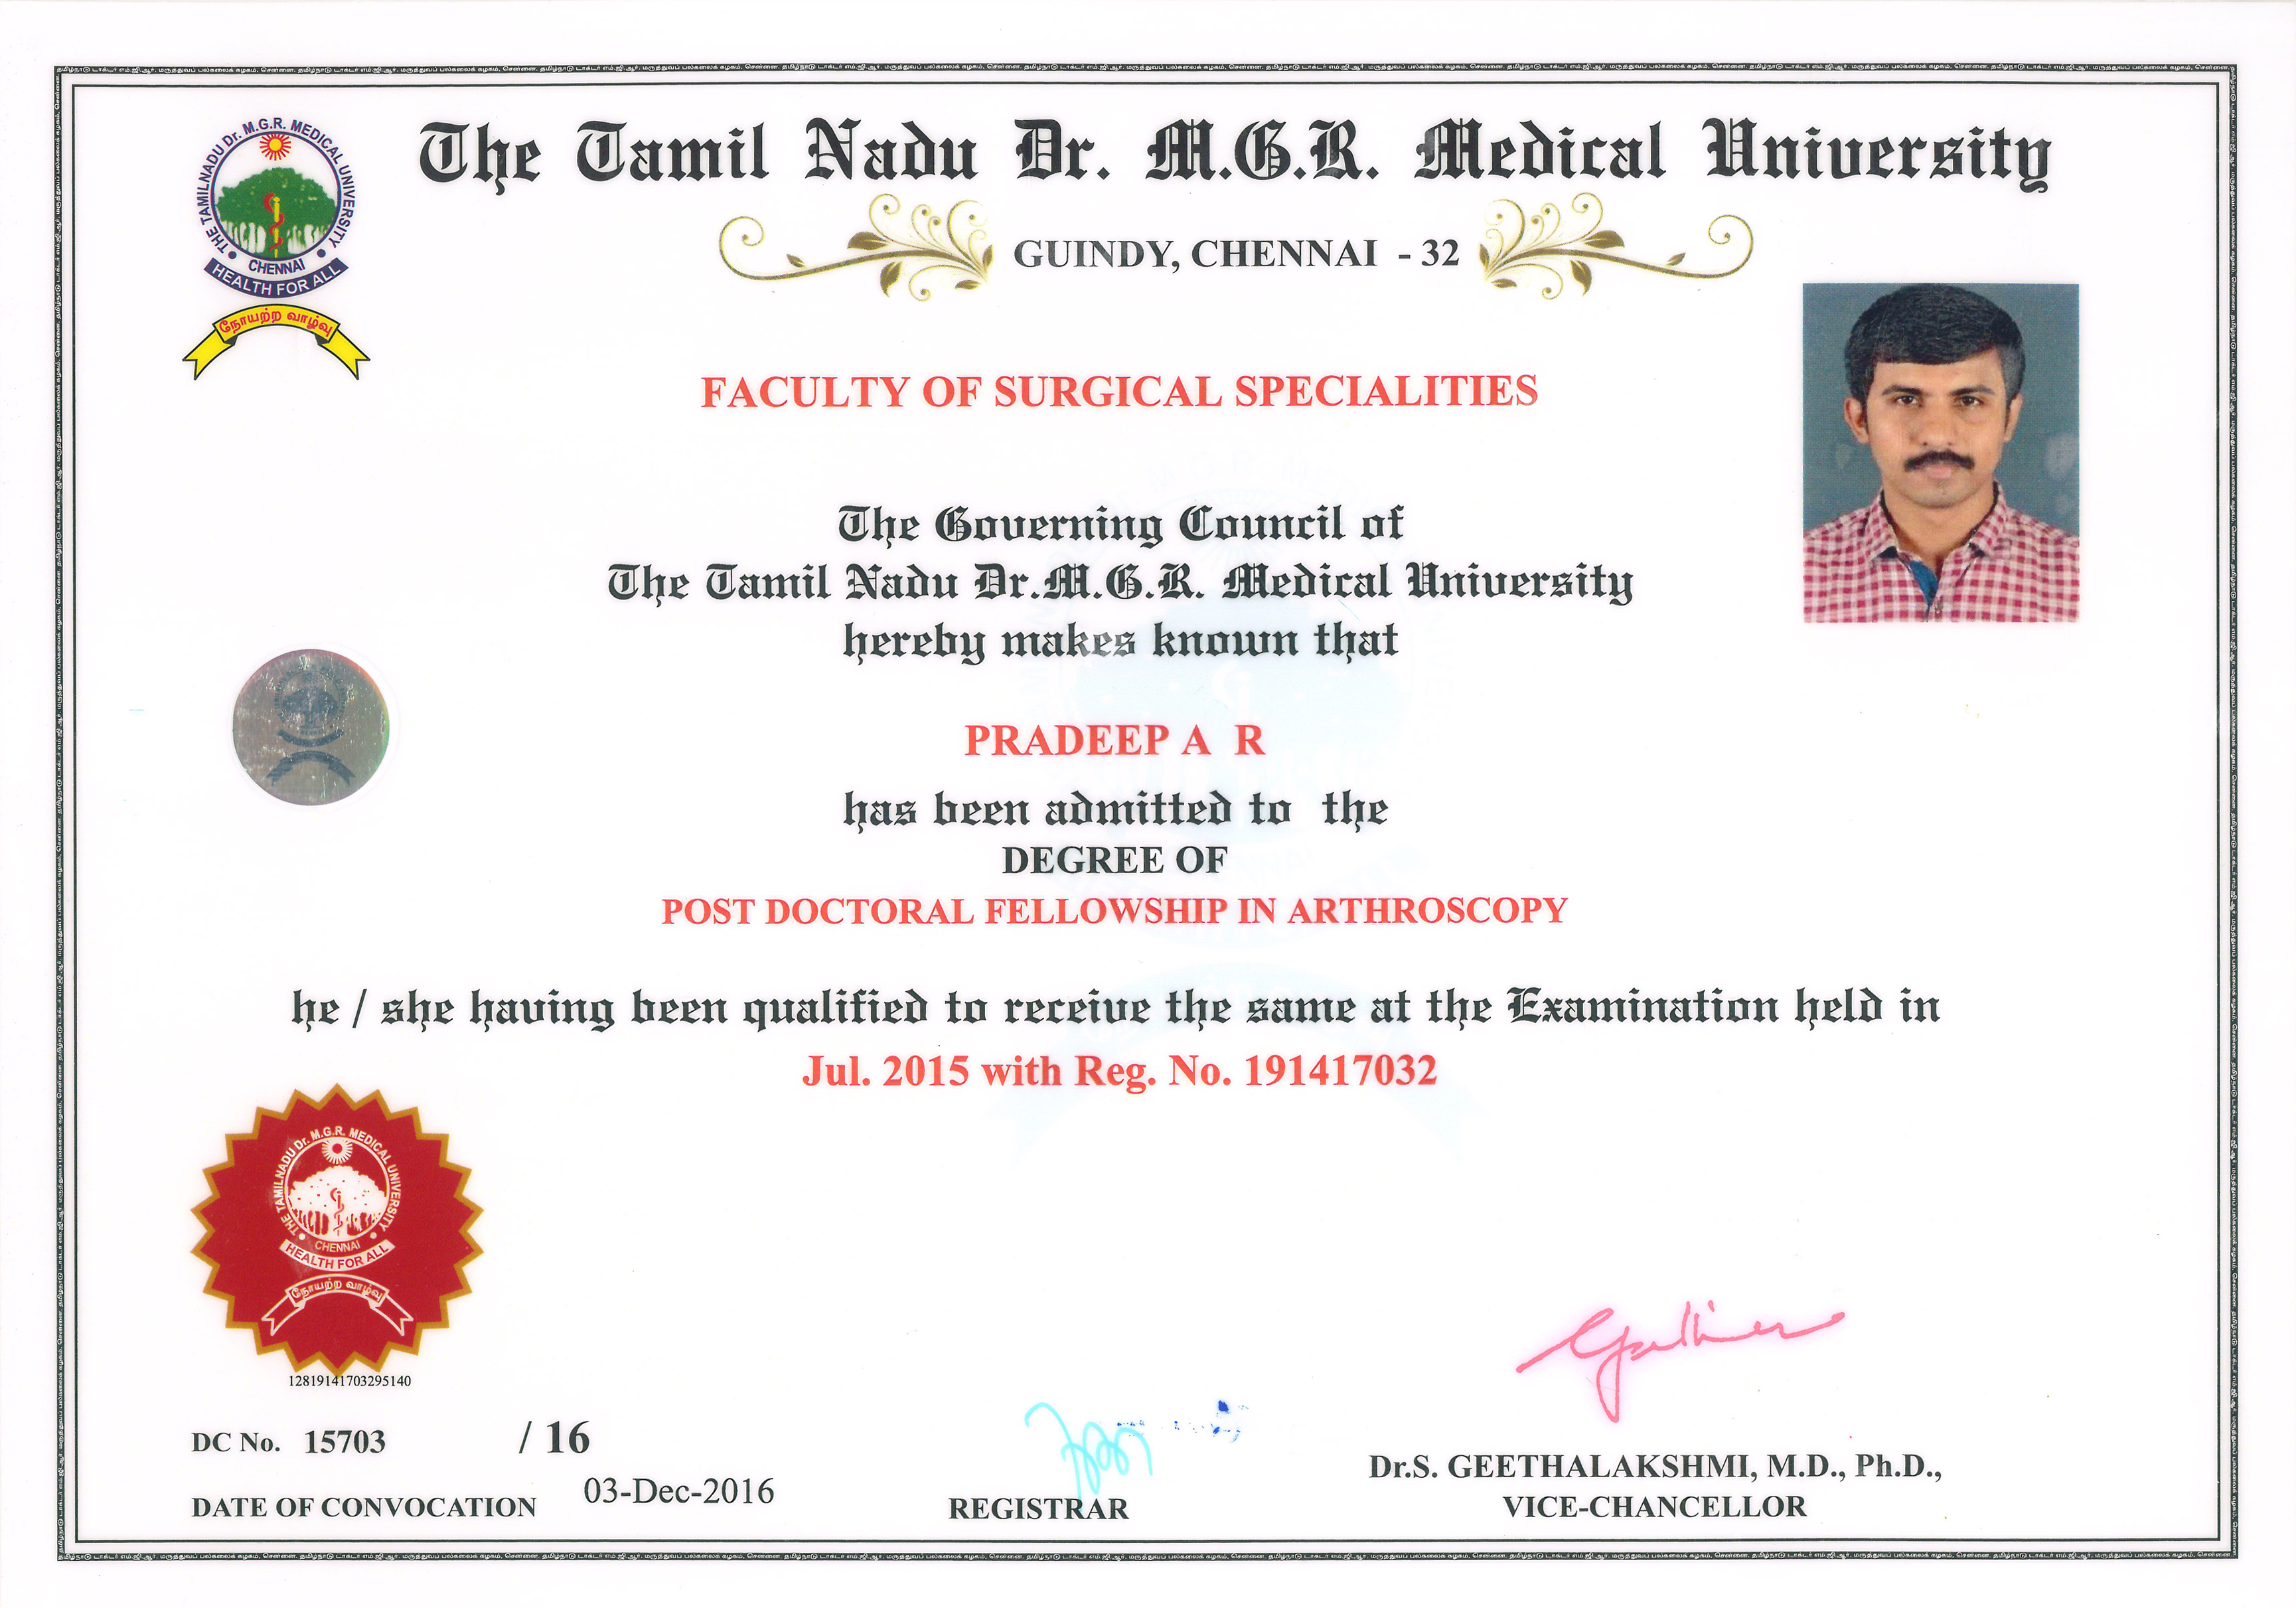 The Tamil Nadu Dr. M.G.R. Medical University
GUINDY, CHENNAI - 32
THE TAMILNADU Dr. M.G.R. MEDICAL UNIVERSITY
CHENNAI
HEALTH FOR ALL
நோயற்ற வாழ்வு
FACULTY OF SURGICAL SPECIALITIES
The Governing Council of
The Tamil Nadu Dr.M.G.R. Medical University
hereby makes known that
PRADEEP A R
has been admitted to the
DEGREE OF
POST DOCTORAL FELLOWSHIP IN ARTHROSCOPY
he / she having been qualified to receive the same at the Examination held in
Jul. 2015 with Reg. No. 191417032
THE TAMILNADU Dr. M.G.R. MEDICAL UNIVERSITY
CHENNAI
HEALTH FOR ALL
நோயற்ற வாழ்வு
12819141703295140
DC No. 15703 / 16
DATE OF CONVOCATION 03-Dec-2016
REGISTRAR
Dr.S. GEETHALAKSHMI, M.D., Ph.D.,
VICE-CHANCELLOR